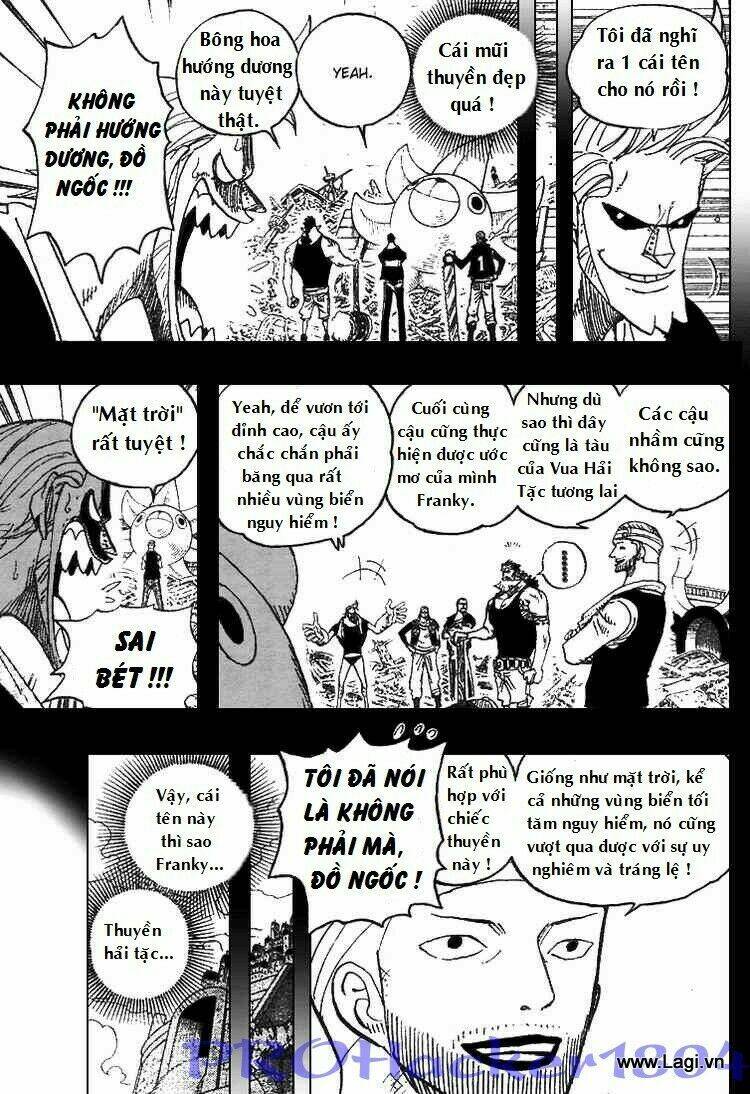 Tôi đã nghĩ
ra 1 cái tên
cho nó rồi !
Cái mũi
thuyền đẹp
quá !
YEAH.
Bông hoa
hướng dương
này tuyệt
thật.
KHÔNG
PHẢI HƯỚNG
DƯƠNG, ĐỒ
NGỐC !!!
1
Các cậu
nhầm cũng
không sao.
Nhưng dù
sao thì đây
cũng là tàu
của Vua Hải
Tặc tương lai
Cuối cùng
cậu cũng thực
hiện được ước
mơ của mình
Franky.
Yeah, để vươn tới
đỉnh cao, cậu ấy
chắc chắn phải
băng qua rất
nhiều vùng biển
nguy hiểm !
"Mặt trời"
rất tuyệt !
SAI
BÉT !!!
Giống như mặt trời, kể
cả những vùng biển tối
tăm nguy hiểm, nó cũng
vượt qua được với sự uy
nghiêm và tráng lệ !
Rất phù
hợp với
chiếc
thuyền
này !
TÔI ĐÃ NÓI
LÀ KHÔNG
PHẢI MÀ,
ĐỒ NGỐC !
Vậy, cái
tên này
thì sao
Franky...
Thuyền
hải tặc...
1
PROHacker1884
www.Lagi.vn